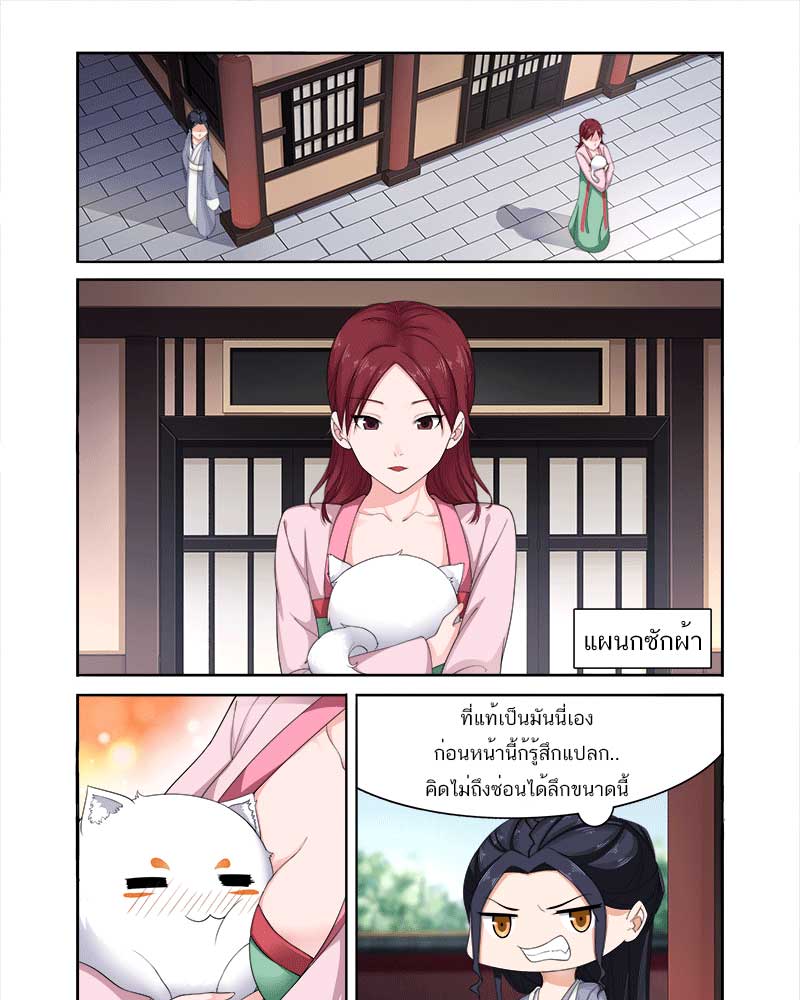 แผนกซักผ้า
ที่แท้เป็นมันนี่เอง
ก่อนหน้านี้ก้รู้สึกแปลก..
คิดไม่ถึงซ่อนได้ลึกขนาดนี้